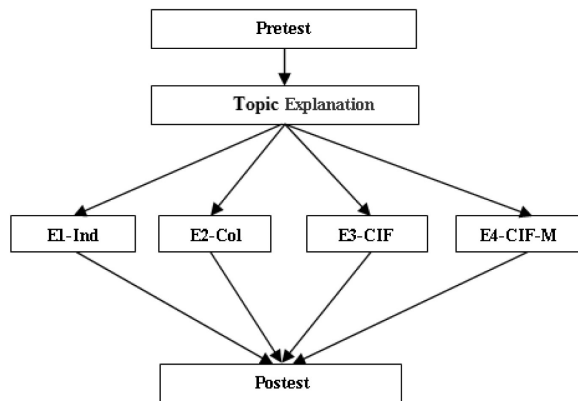 Pretest
Topic Explanation
E1-Ind
E2-Col
E3-CIF
E4-CIF-M
Postest